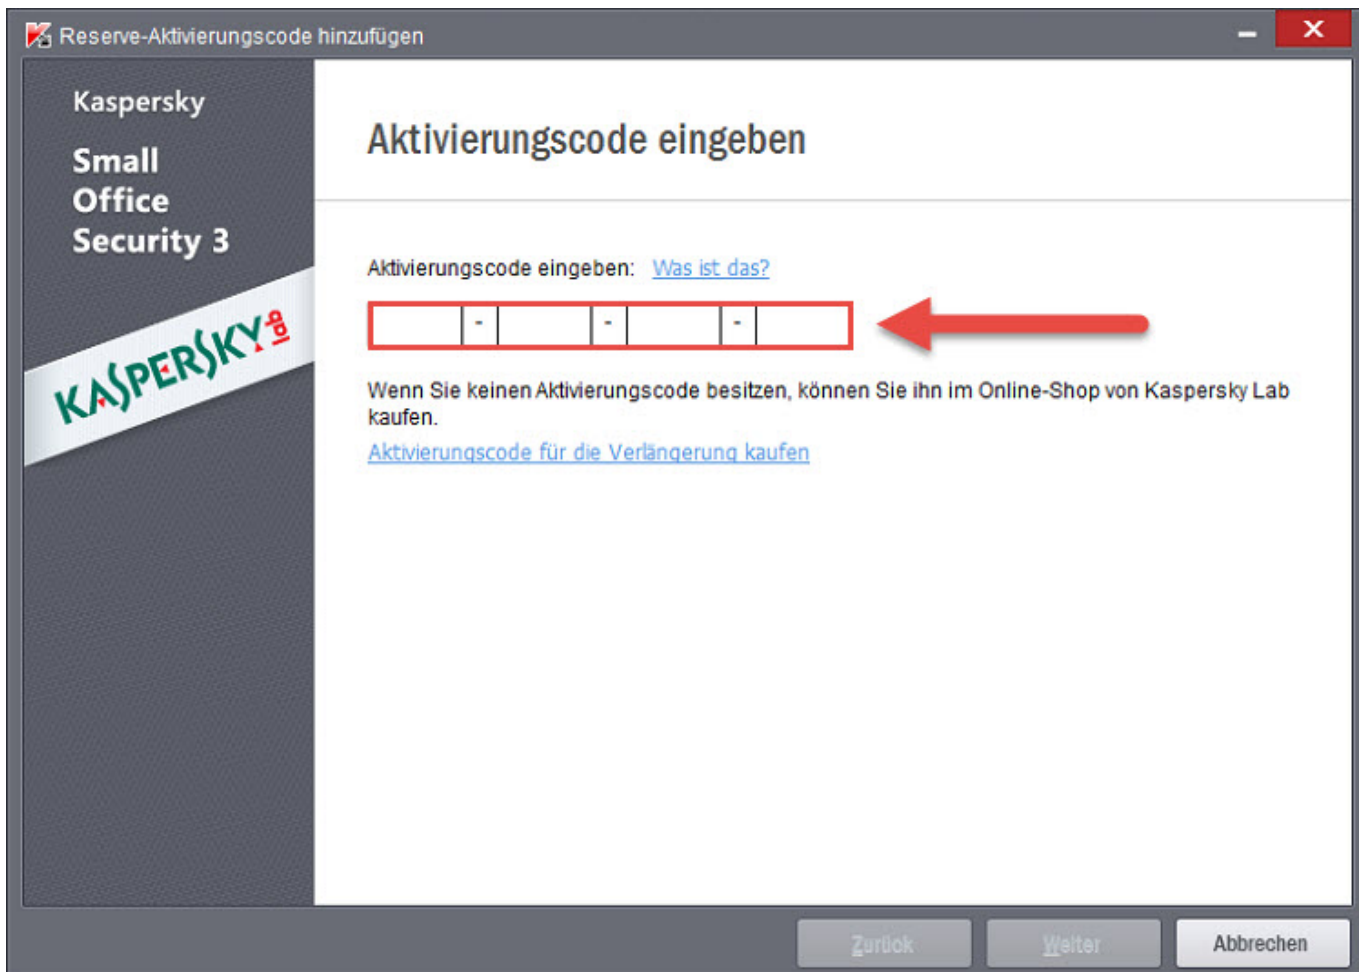 Reserve-Aktivierungscode hinzufügen
Kaspersky
Small
Office
Security 3
KASPERSKY lab
Aktivierungscode eingeben
Aktivierungscode eingeben: Was ist das?
- - -
Wenn Sie keinen Aktivierungscode besitzen, können Sie ihn im Online-Shop von Kaspersky Lab
kaufen.
Aktivierungscode für die Verlängerung kaufen
Zurück Weiter Abbrechen